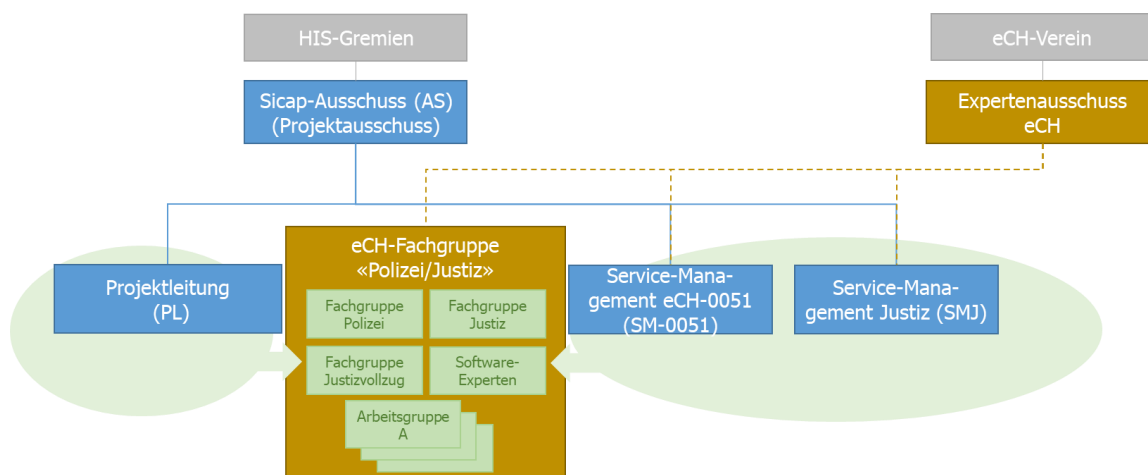 HIS-Gremien
eCH-Verein
Sicap-Ausschuss (AS)
(Projektausschuss)
Expertenausschuss
eCH
eCH-Fachgruppe
«Polizei/Justiz»
Projektleitung
(PL)
Service-Mana-
gement eCH-0051
(SM-0051)
Service-Mana-
gement Justiz (SMJ)
Fachgruppe
Polizei
Fachgruppe
Justiz
Fachgruppe
Justizvollzug
Software-
Experten
Arbeitsgruppe
A